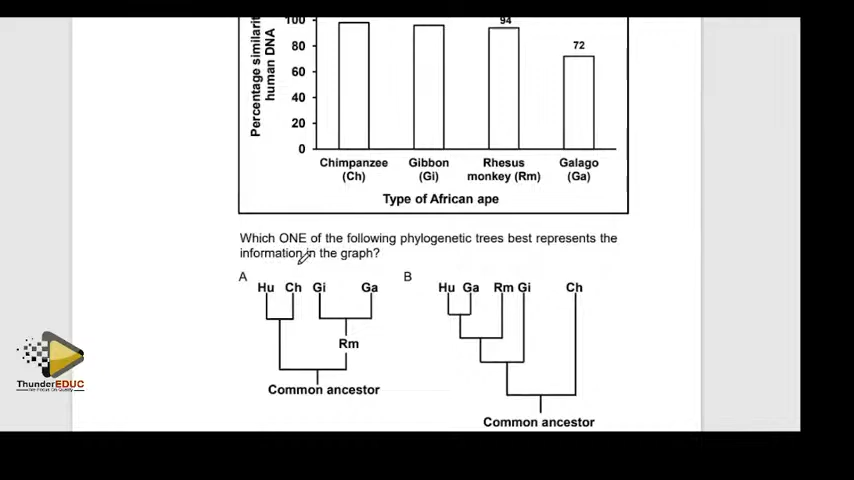 Percentage similarit
human DNA
100
80
60
40
20
0
94
72
Chimpanzee
(Ch)
Gibbon
(Gi)
Rhesus
monkey (Rm)
Galago
(Ga)
Type of African ape
Which ONE of the following phylogenetic trees best represents the
information in the graph?
A
Hu Ch Gi Ga
Rm
Common ancestor
B
Hu Ga Rm Gi Ch
Common ancestor
ThunderEDUC